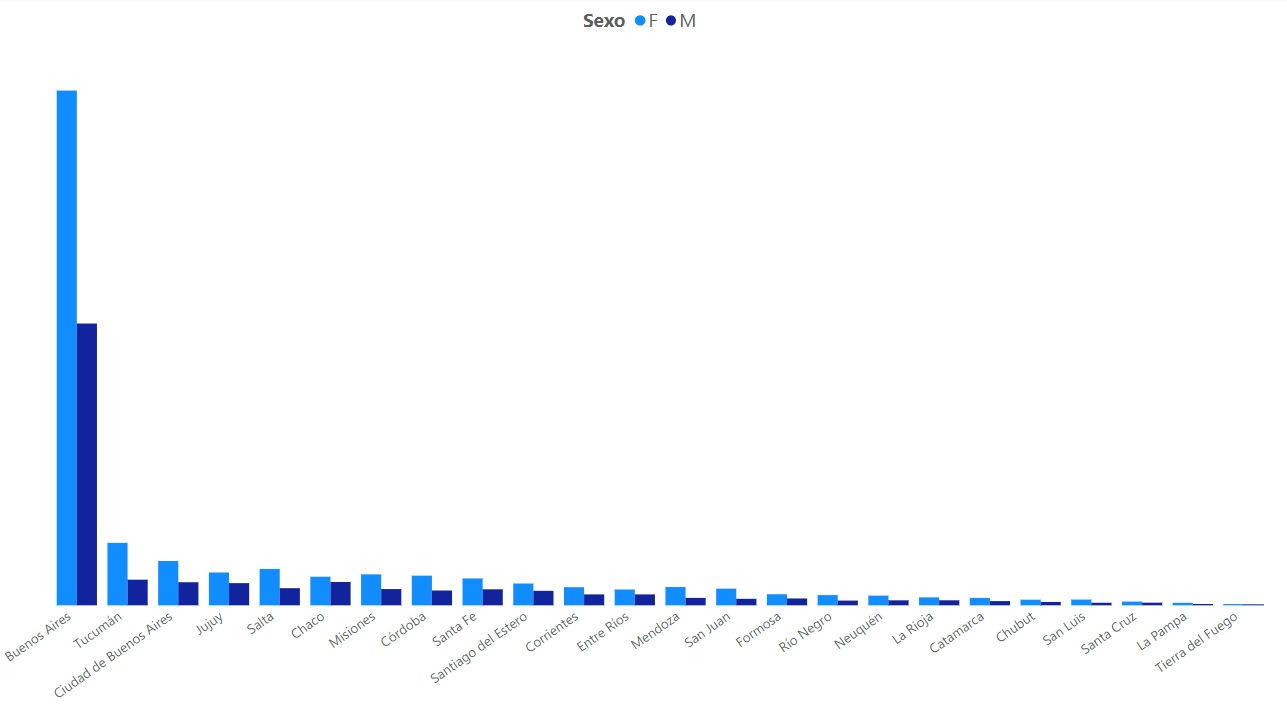 Sexo F M
Buenos Aires
Tucumán
Ciudad de Buenos Aires
Jujuy
Salta
Chaco
Misiones
Córdoba
Santa Fe
Santiago del Estero
Corrientes
Entre Ríos
Mendoza
San Juan
Formosa
Río Negro
Neuquén
La Rioja
Catamarca
Chubut
San Luis
Santa Cruz
La Pampa
Tierra del Fuego